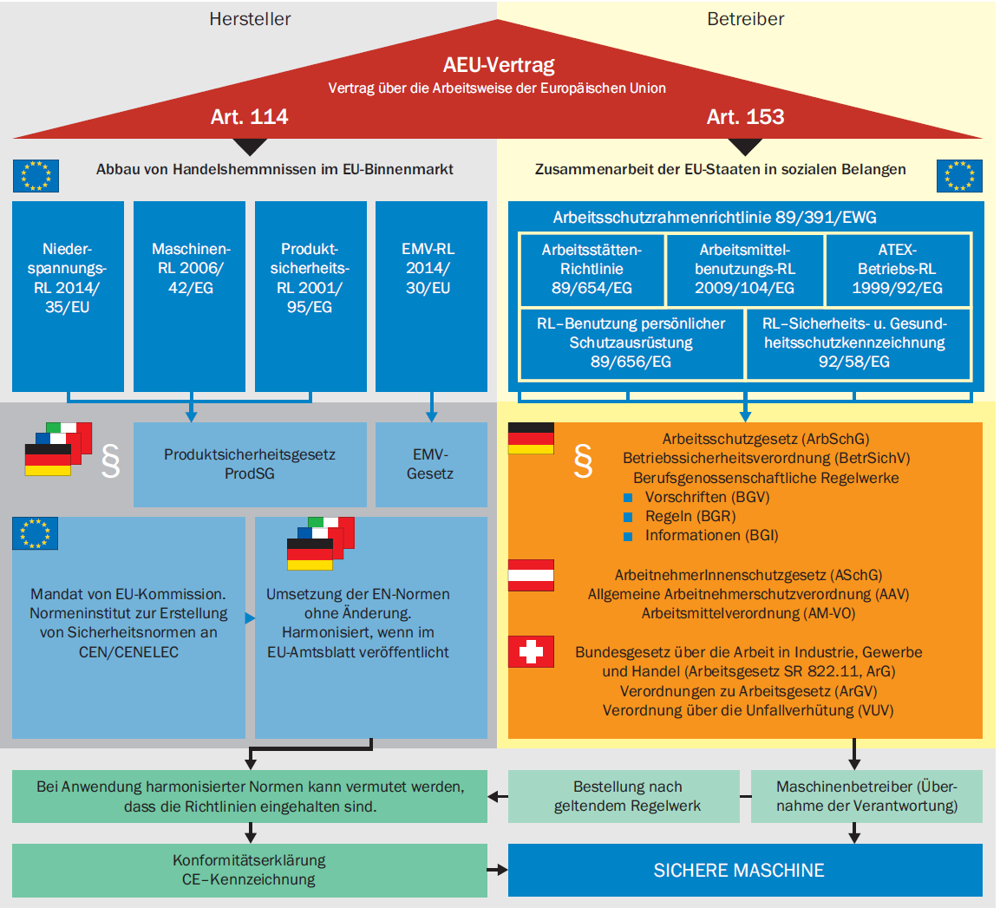 Hersteller
Betreiber
AEU-Vertrag
Vertrag über die Arbeitsweise der Europäischen Union
Art. 114
Art. 153
Abbau von Handelshemmnissen im EU-Binnenmarkt
Zusammenarbeit der EU-Staaten in sozialen Belangen
Nieder-
spannungs-
RL 2014/
35/EU
Maschinen-
RL 2006/
42/EG
Produkt-
sicherheits-
RL 2001/
95/EG
EMV-RL
2014/
30/EU
Arbeitsschutzrahmenrichtlinie 89/391/EWG
Arbeitsstätten-
Richtlinie
89/654/EG
Arbeitsmittel-
benutzungs-RL
2009/104/EG
ATEX-
Betriebs-RL
1999/92/EG
RL–Benutzung persönlicher
Schutzausrüstung
89/656/EG
RL–Sicherheits- u. Gesund-
heitsschutzkennzeichnung
92/58/EG
§
Produktsicherheitsgesetz
ProdSG
EMV-
Gesetz
§
Arbeitsschutzgesetz (ArbSchG)
Betriebssicherheitsverordnung (BetrSichV)
Berufsgenossenschaftliche Regelwerke
Vorschriften (BGV)
Regeln (BGR)
Informationen (BGI)
Mandat von EU-Kommission.
Normeninstitut zur Erstellung
von Sicherheitsnormen an
CEN/CENELEC
Umsetzung der EN-Normen
ohne Änderung.
Harmonisiert, wenn im
EU-Amtsblatt veröffentlicht
ArbeitnehmerInnenschutzgesetz (ASchG)
Allgemeine Arbeitnehmerschutzverordnung (AAV)
Arbeitsmittelverordnung (AM-VO)
Bundesgesetz über die Arbeit in Industrie, Gewerbe
und Handel (Arbeitsgesetz SR 822.11, ArG)
Verordnungen zu Arbeitsgesetz (ArGV)
Verordnung über die Unfallverhütung (VUV)
Bei Anwendung harmonisierter Normen kann vermutet werden,
dass die Richtlinien eingehalten sind.
Bestellung nach
geltendem Regelwerk
Maschinenbetreiber (Über-
nahme der Verantwortung)
Konformitätserklärung
CE–Kennzeichnung
SICHERE MASCHINE